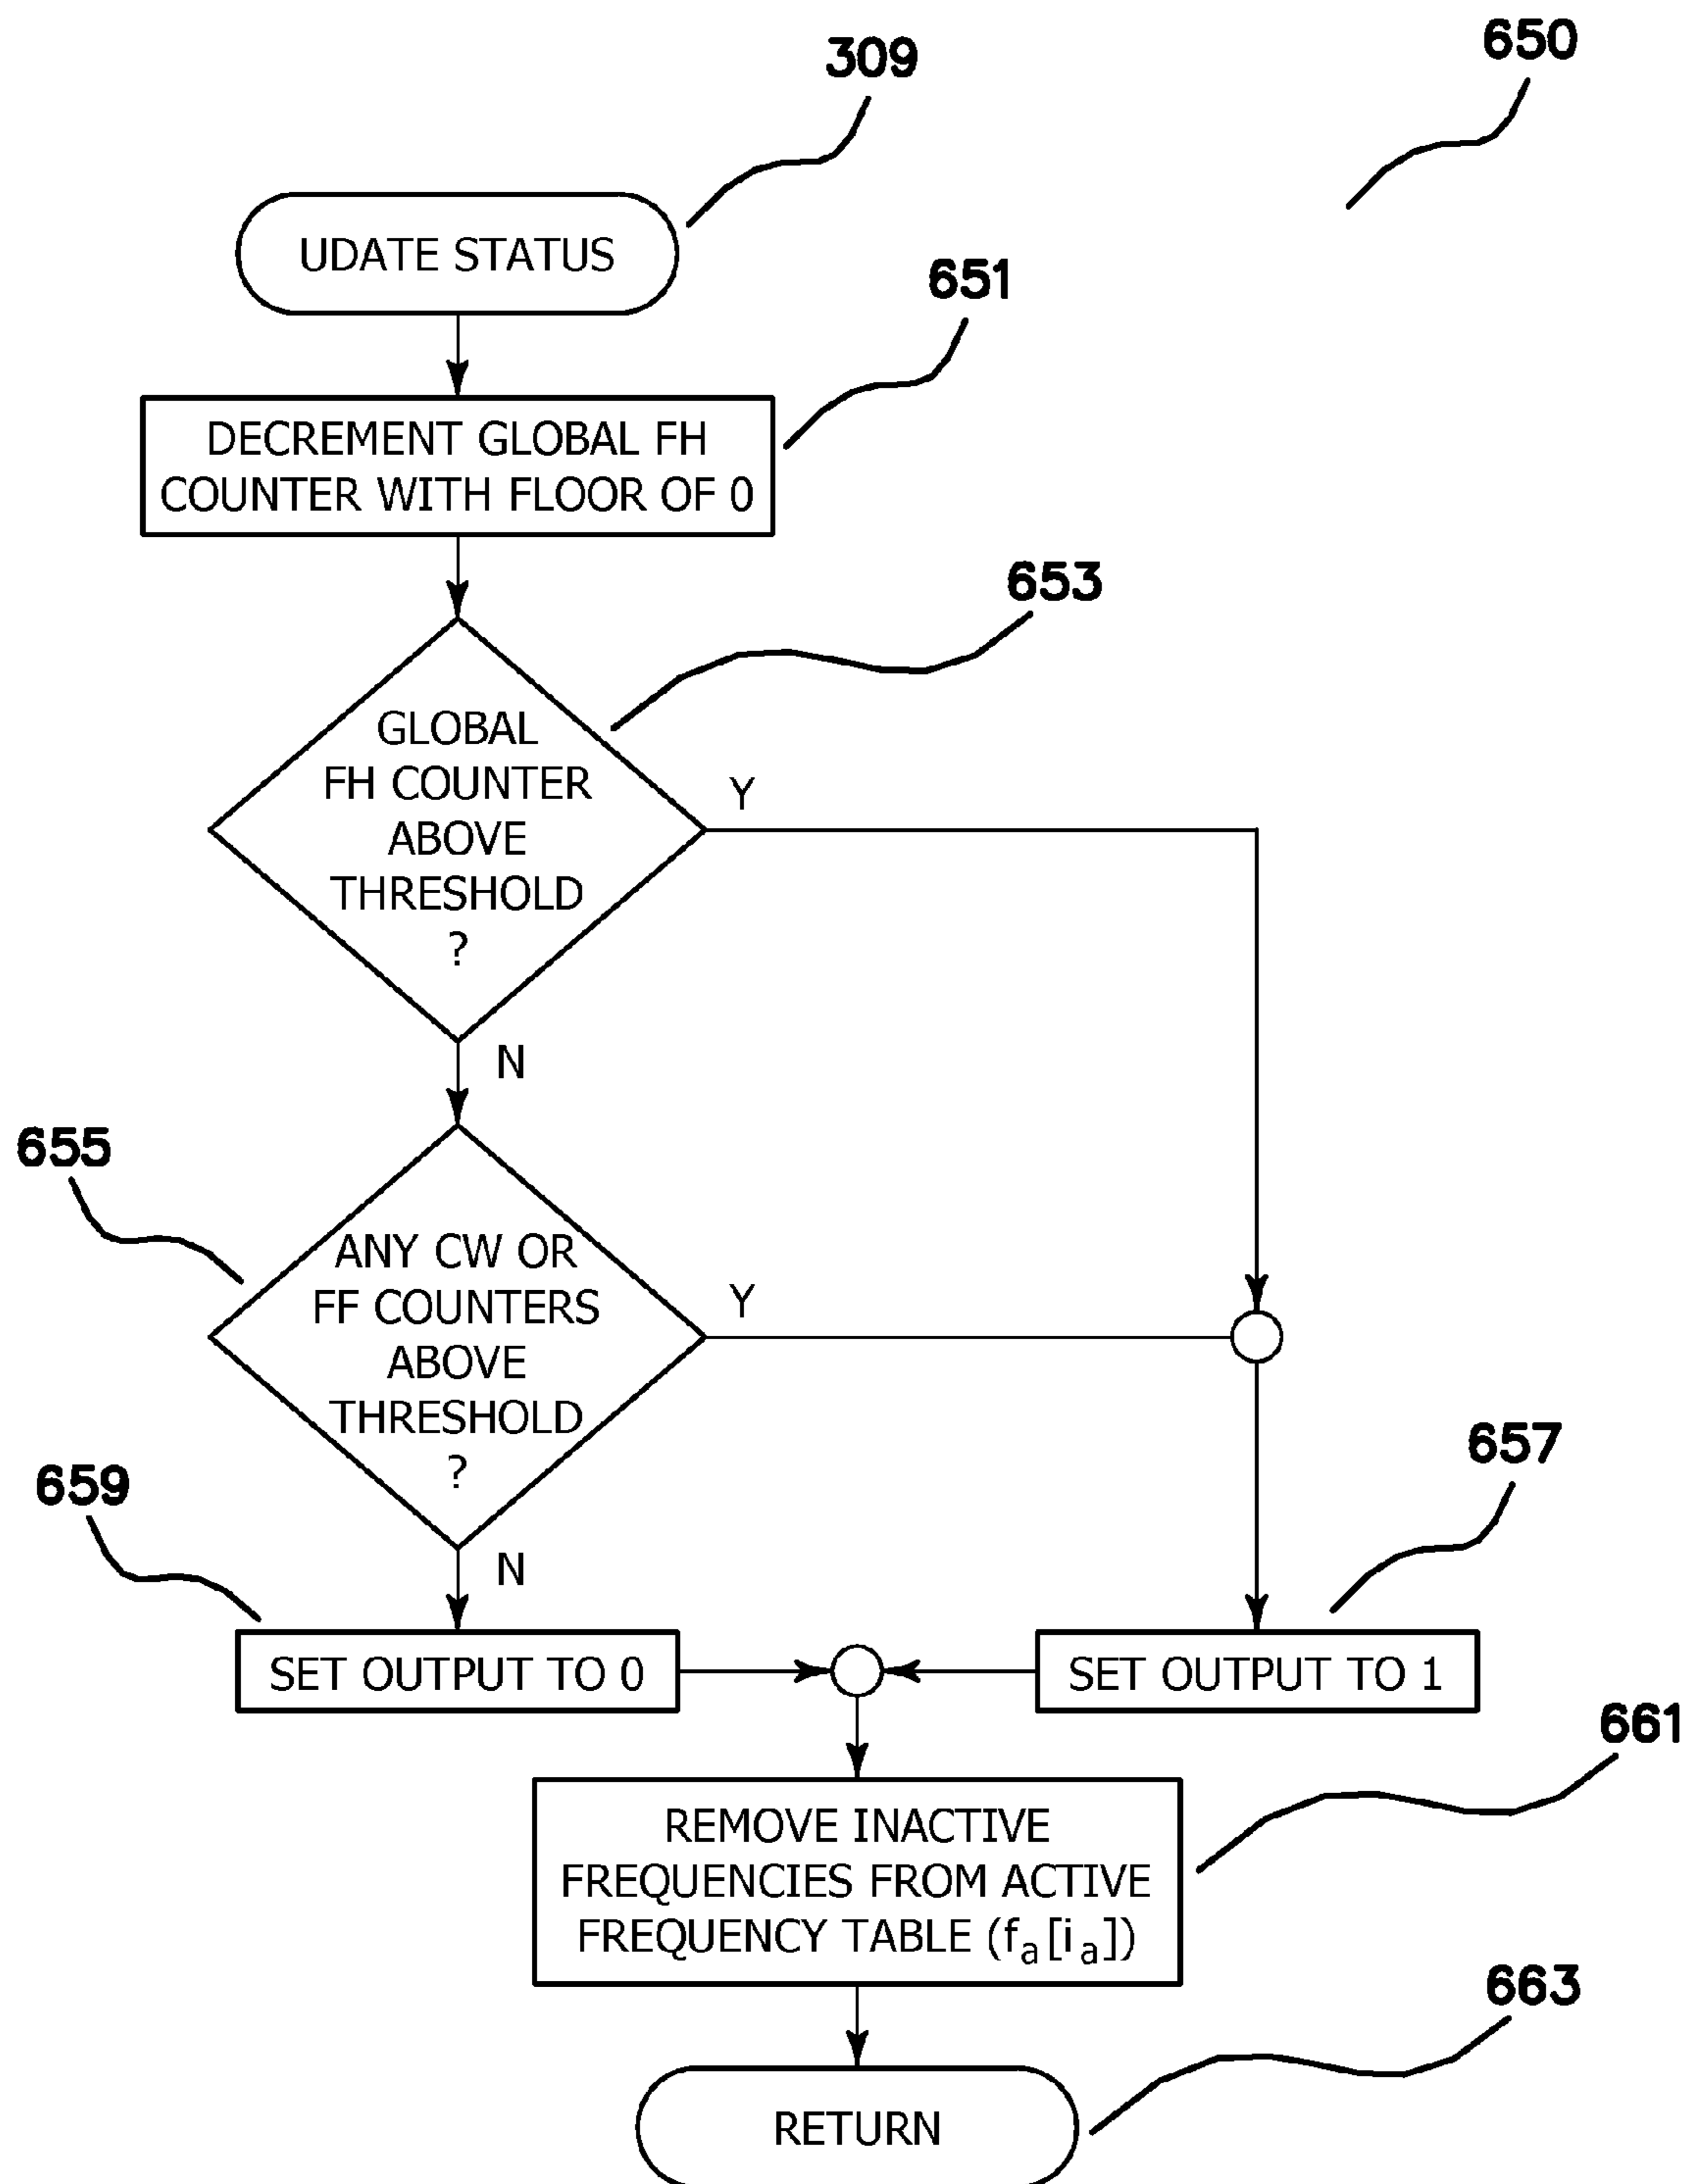 309
650
UDATE STATUS
651
DECREMENT GLOBAL FH
COUNTER WITH FLOOR OF 0
653
GLOBAL
FH COUNTER
ABOVE
THRESHOLD
?
Y
N
655
ANY CW OR
FF COUNTERS
ABOVE
THRESHOLD
?
Y
N
657
659
SET OUTPUT TO 0
SET OUTPUT TO 1
661
REMOVE INACTIVE
FREQUENCIES FROM ACTIVE
FREQUENCY TABLE (fa[ia])
663
RETURN